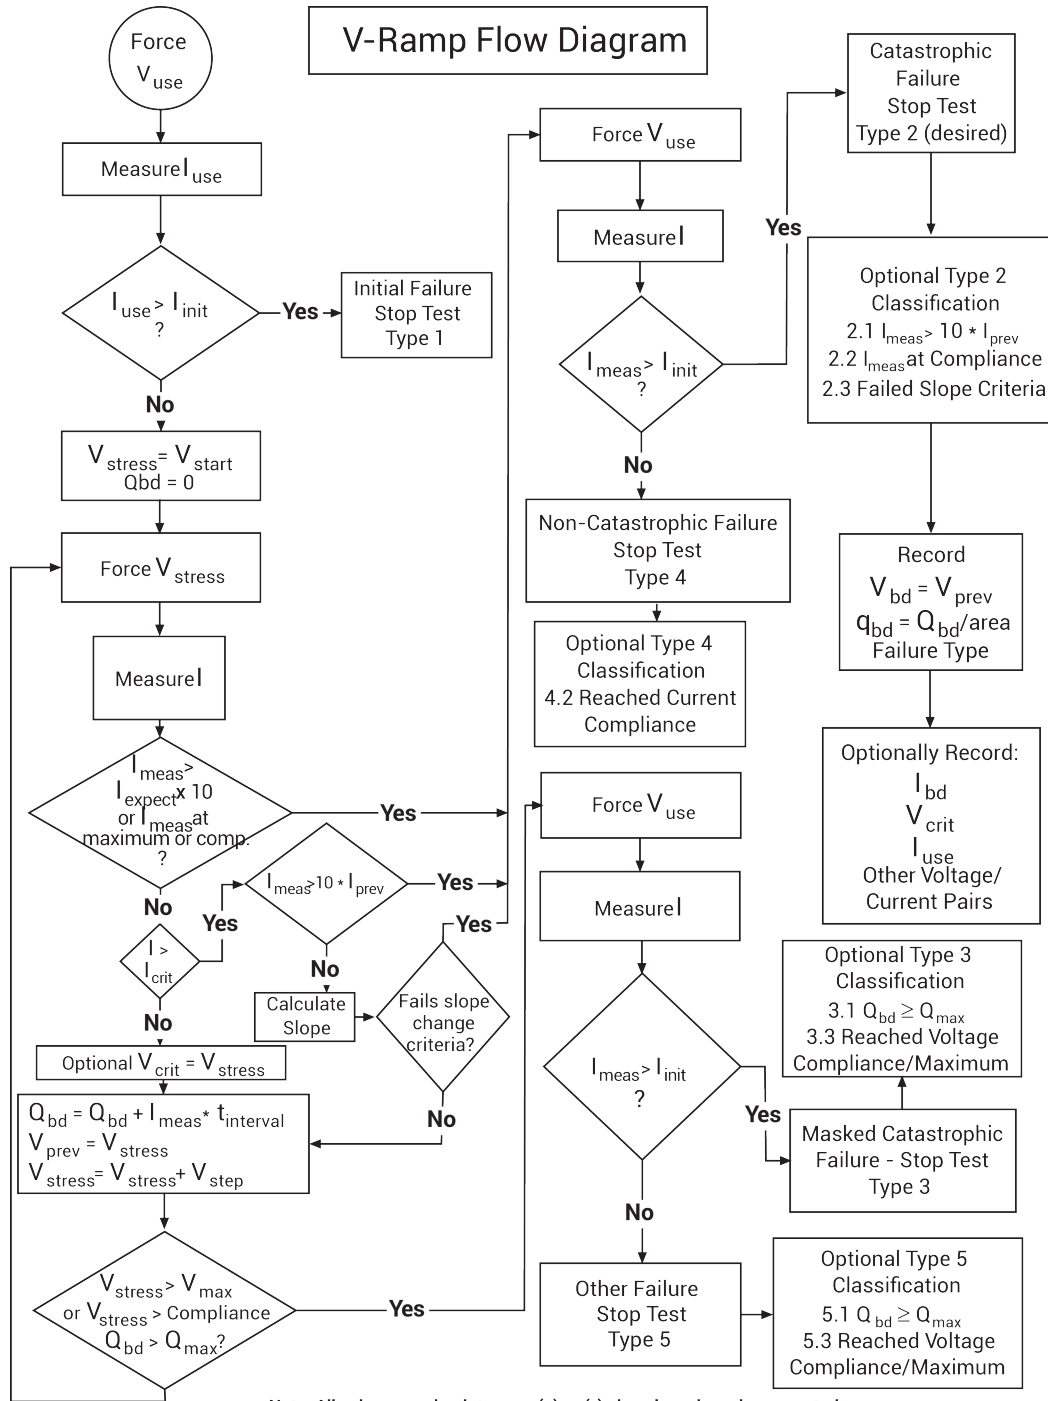 V-Ramp Flow Diagram
Force
V use
Measure I use
I use > I init
?
Yes
Initial Failure
Stop Test
Type 1
No
V stress = V start
Qbd = 0
Force V stress
Measure I
I meas >
I expect x 10
or I meas at
maximum or comp.
?
Yes
No
I >
I crit
Yes
I meas > 10 * I prev
Yes
No
Calculate
Slope
Fails slope
change
criteria?
Yes
No
No
Optional V crit = V stress
Q bd = Q bd + I meas * t interval
V prev = V stress
V stress = V stress + V step
V stress > V max
or V stress > Compliance
Q bd > Q max ?
Yes
Force V use
Measure I
I meas > I init
?
Yes
No
Non-Catastrophic Failure
Stop Test
Type 4
Optional Type 4
Classification
4.2 Reached Current
Compliance
Catastrophic
Failure
Stop Test
Type 2 (desired)
Optional Type 2
Classification
2.1 I meas > 10 * I prev
2.2 I meas at Compliance
2.3 Failed Slope Criteria
Record
V bd = V prev
q bd = Q bd /area
Failure Type
Optionally Record:
I bd
V crit
I use
Other Voltage/
Current Pairs
Force V use
Measure I
I meas > I init
?
Yes
No
Masked Catastrophic
Failure - Stop Test
Type 3
Optional Type 3
Classification
3.1 Q bd ≥ Q max
3.3 Reached Voltage
Compliance/Maximum
Other Failure
Stop Test
Type 5
Optional Type 5
Classification
5.1 Q bd ≥ Q max
5.3 Reached Voltage
Compliance/Maximum